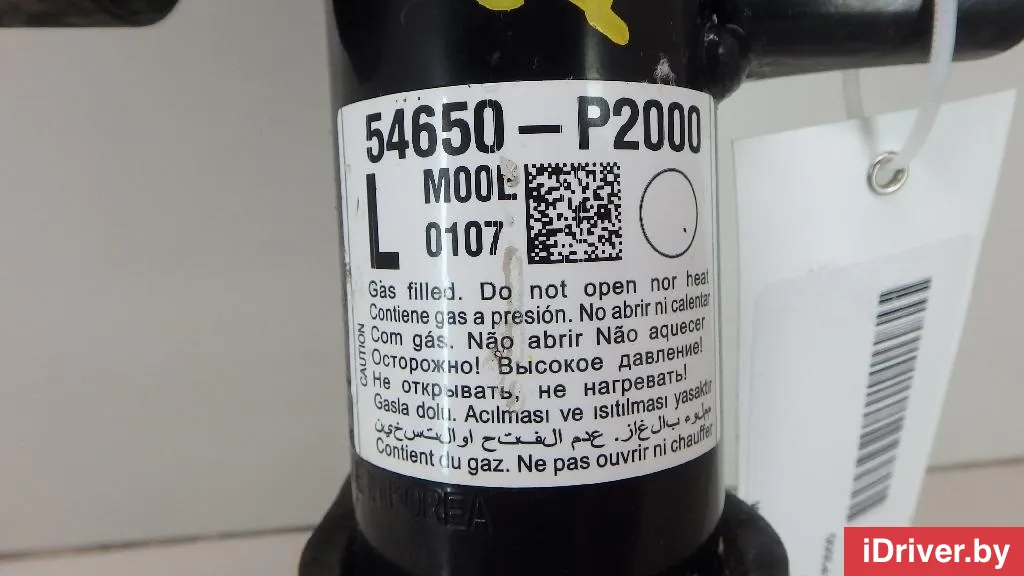 54650 – P2000
L M00L
0107
CAUTION
Gas filled. Do not open nor heat
Contiene gas a presión. No abrir ni calentar
Com gás. Não abrir Não aquecer
Осторожно! Высокое давление!
Не открывать, не нагревать!
Gasla dolu. Acılması ve ısıtılması yasaktır
مملوء بالغاز. عدم الفتح او التسخين
Contient du gaz. Ne pas ouvrir ni chauffer
KOREA
iDriver.by